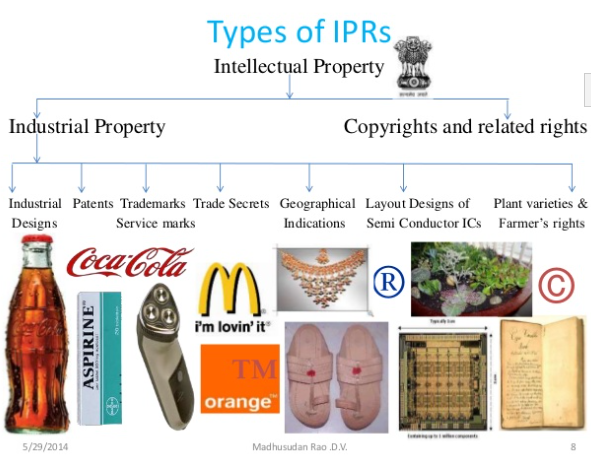 Types of IPRs
Intellectual Property
Industrial Property
Copyrights and related rights
Industrial Designs
Patents
Trademarks
Service marks
Trade Secrets
Geographical Indications
Layout Designs of
Semi Conductor ICs
Plant varieties &
Farmer's rights
Coca-Cola
ASPIRINE
i'm lovin' it®
TM
orange™
®
©
5/29/2014
Madhusudan Rao .D.V.
8